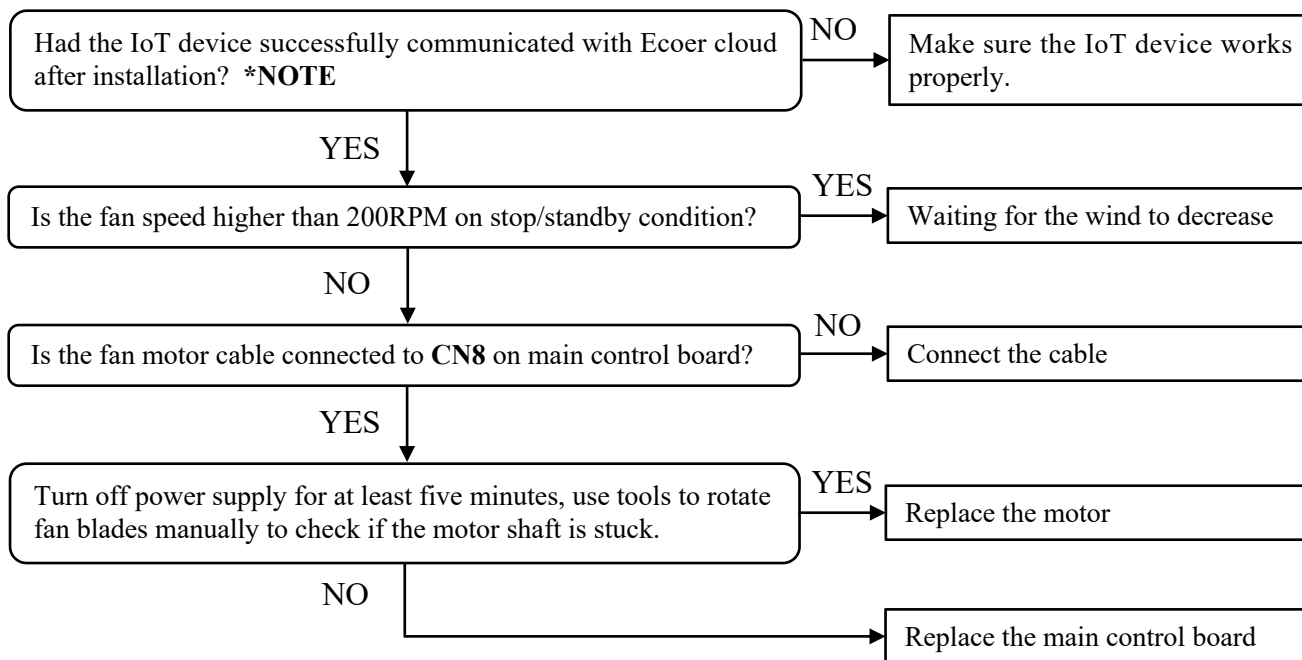 Had the IoT device successfully communicated with Ecoer cloud
after installation? *NOTE
NO
Make sure the IoT device works
properly.
YES
Is the fan speed higher than 200RPM on stop/standby condition?
YES
Waiting for the wind to decrease
NO
Is the fan motor cable connected to CN8 on main control board?
NO
Connect the cable
YES
Turn off power supply for at least five minutes, use tools to rotate
fan blades manually to check if the motor shaft is stuck.
YES
Replace the motor
NO
Replace the main control board